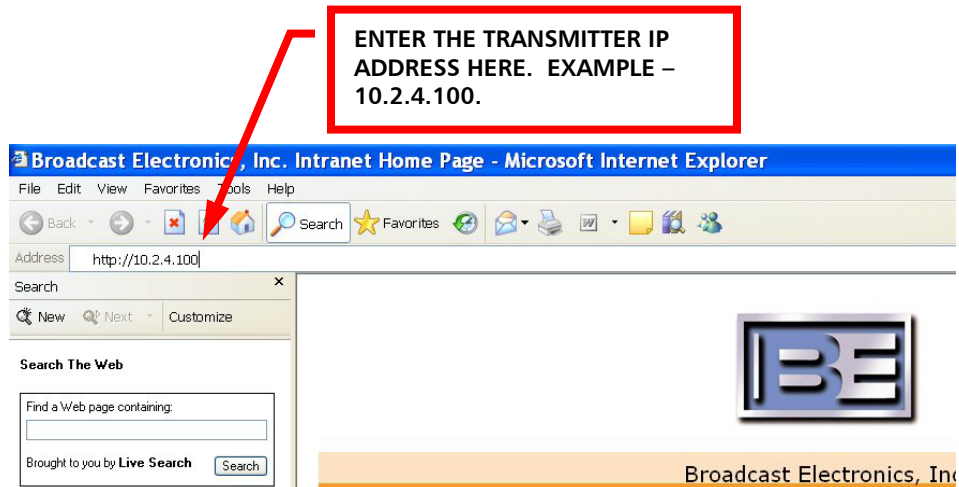 ENTER THE TRANSMITTER IP
ADDRESS HERE. EXAMPLE –
10.2.4.100.
Broadcast Electronics, Inc. Intranet Home Page - Microsoft Internet Explorer
File Edit View Favorites Tools Help
Back Search Favorites W
Address http://10.2.4.100
Search ×
New Next Customize
Search The Web
Find a Web page containing:
Brought to you by Live Search Search
BE
Broadcast Electronics, Inc